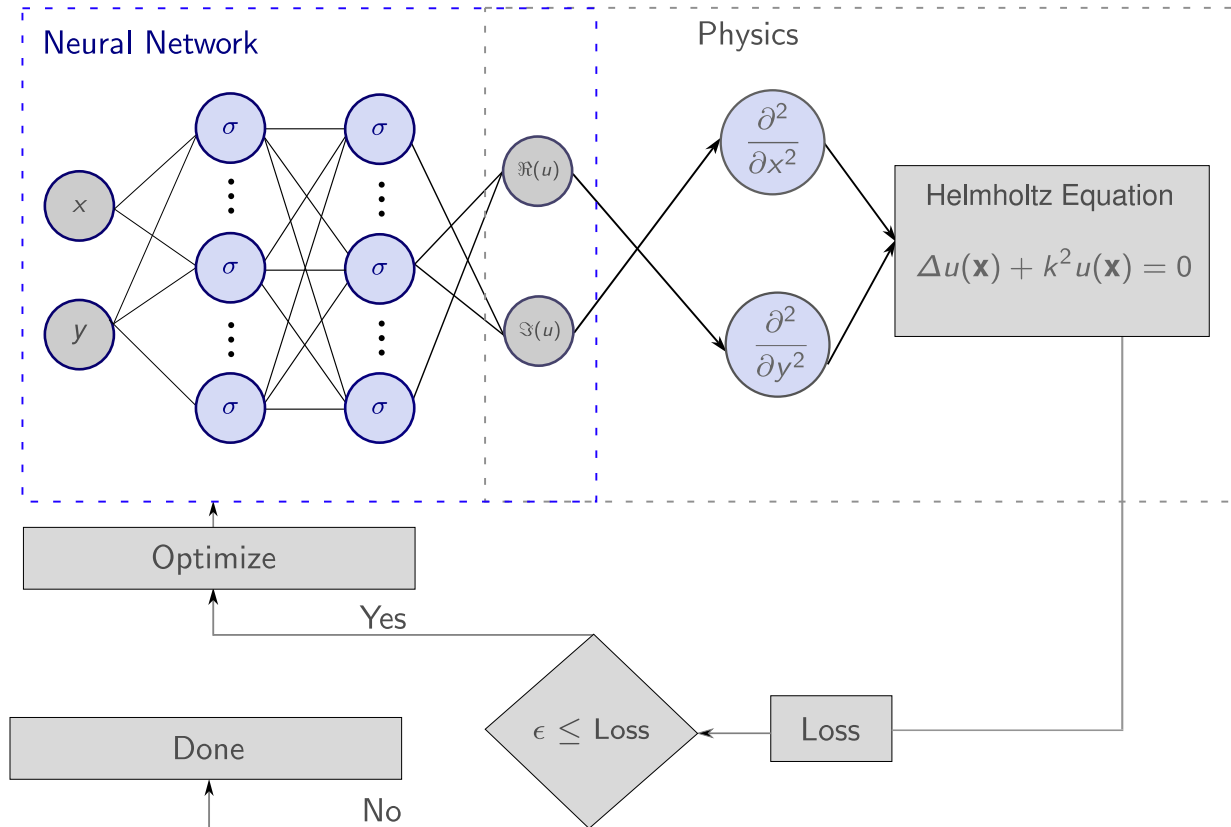 Neural Network
Physics
σ
σ
ℜ(u)
∂²/∂x²
x
Helmholtz Equation
σ
σ
Δu(𝐱) + k²u(𝐱) = 0
y
ℑ(u)
∂²/∂y²
σ
σ
Optimize
Yes
ϵ ≤ Loss
Loss
Done
No